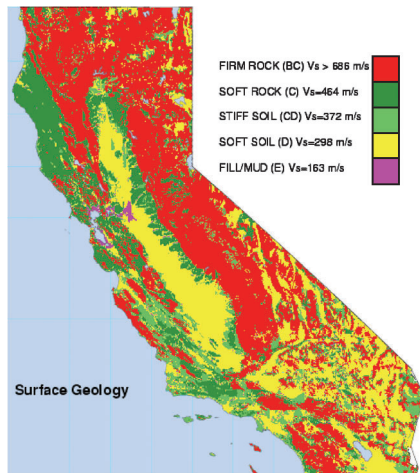 FIRM ROCK (BC) Vs > 686 m/s
SOFT ROCK (C) Vs=464 m/s
STIFF SOIL (CD) Vs=372 m/s
SOFT SOIL (D) Vs=298 m/s
FILL/MUD (E) Vs=163 m/s
Surface Geology